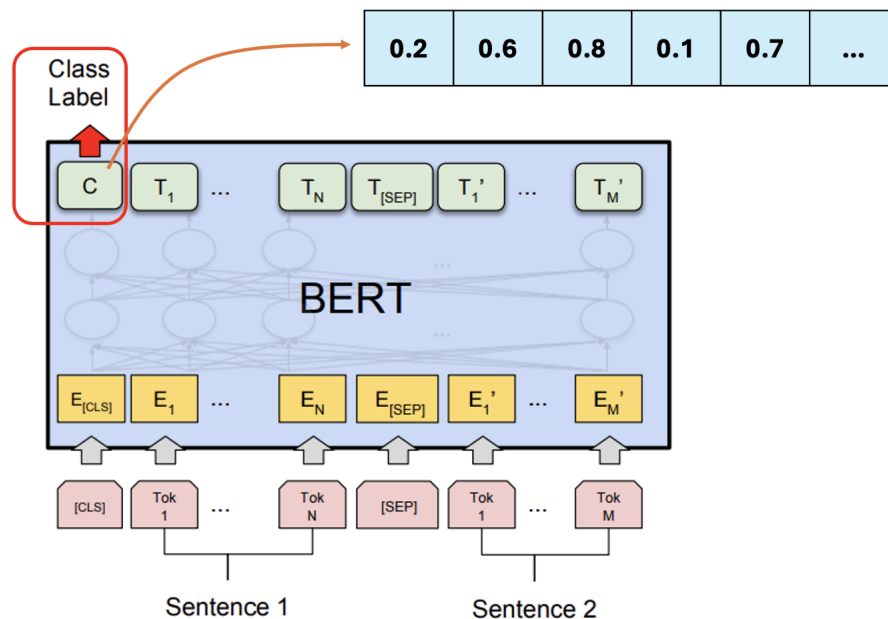 0.2 0.6 0.8 0.1 0.7 ...
Class
Label
C T1 ... TN T[SEP] T1' ... TM'
...
BERT
...
E[CLS] E1 ... EN E[SEP] E1' ... EM'
[CLS] Tok 1 ... Tok N [SEP] Tok 1 ... Tok M
Sentence 1 Sentence 2